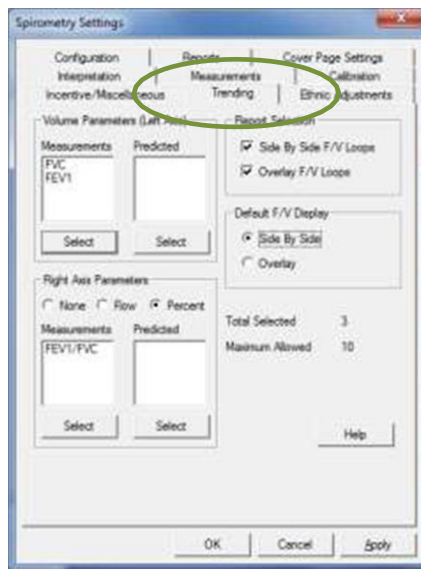 Spirometry Settings
Configuration Reports Cover Page Settings
Interpretation Measurements Calibration
Incentive/Miscellaneous Trending Ethnic Adjustments
Volume Parameters (Left Axis)
Measurements Predicted
FVC
FEV1
Select Select
Right Axis Parameters
None Flow Percent
Measurements Predicted
FEV1/FVC
Select Select
Report Selection
Side By Side F/V Loops
Overlay F/V Loops
Default F/V Display
Side By Side
Overlay
Total Selected 3
Maximum Allowed 10
Help
OK Cancel Apply